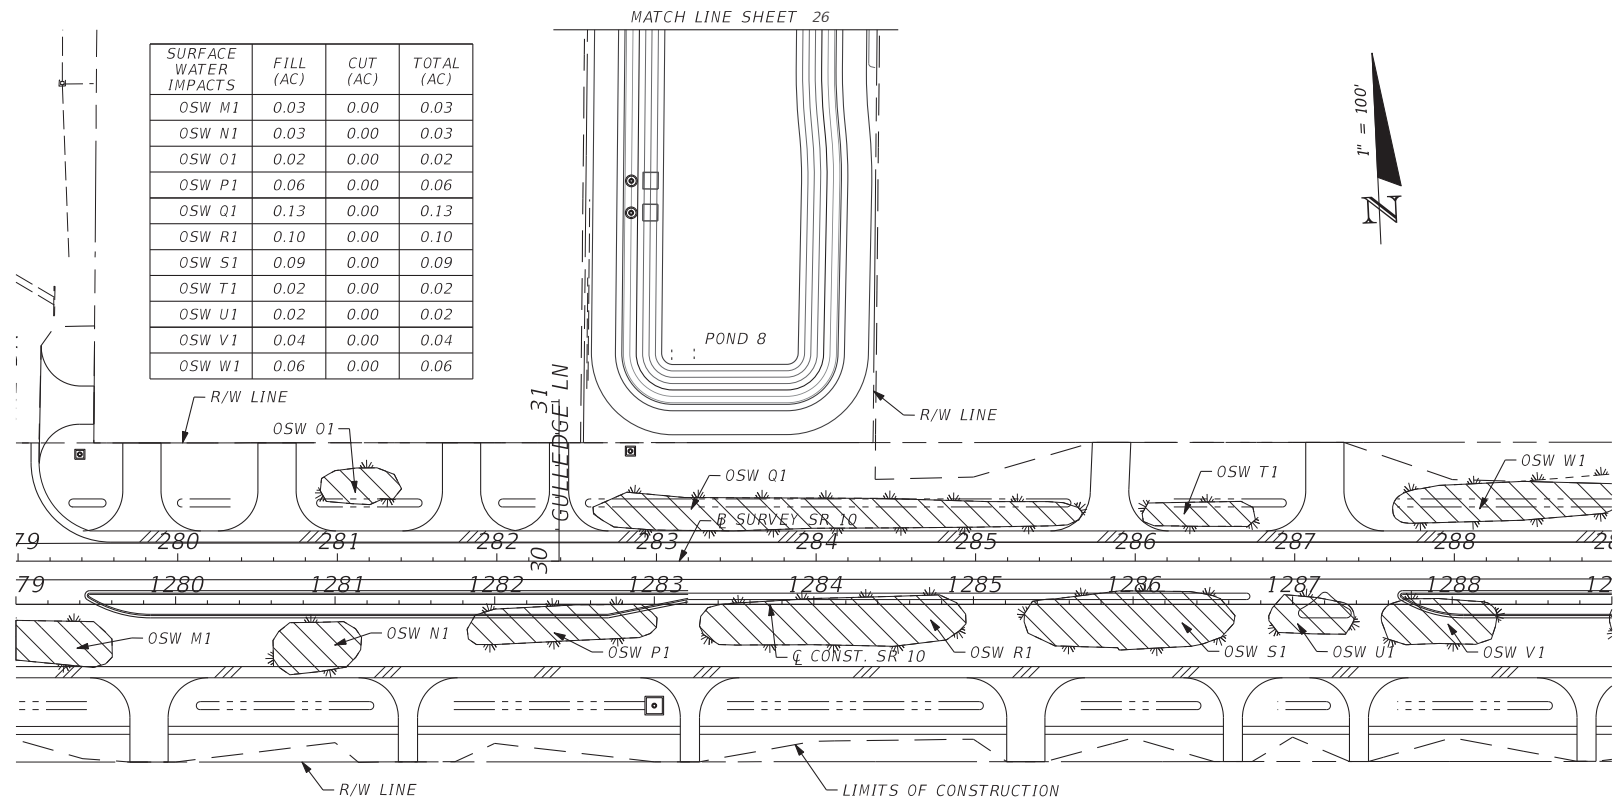 MATCH LINE SHEET 26
SURFACE WATER IMPACTS FILL (AC) CUT (AC) TOTAL (AC)
OSW M1 0.03 0.00 0.03
OSW N1 0.03 0.00 0.03
OSW O1 0.02 0.00 0.02
OSW P1 0.06 0.00 0.06
OSW Q1 0.13 0.00 0.13
OSW R1 0.10 0.00 0.10
OSW S1 0.09 0.00 0.09
OSW T1 0.02 0.00 0.02
OSW U1 0.02 0.00 0.02
OSW V1 0.04 0.00 0.04
OSW W1 0.06 0.00 0.06
1" = 100'
N
POND 8
R/W LINE
R/W LINE
OSW O1
GULLEDGE LN
31
30
OSW Q1
OSW T1
OSW W1
B SURVEY SR 10
79 280 281 282 283 284 285 286 287 288 28
79 1280 1281 1282 1283 1284 1285 1286 1287 1288 12
OSW M1
OSW N1
OSW P1
℄ CONST. SR 10
OSW R1
OSW S1
OSW U1
OSW V1
R/W LINE
LIMITS OF CONSTRUCTION